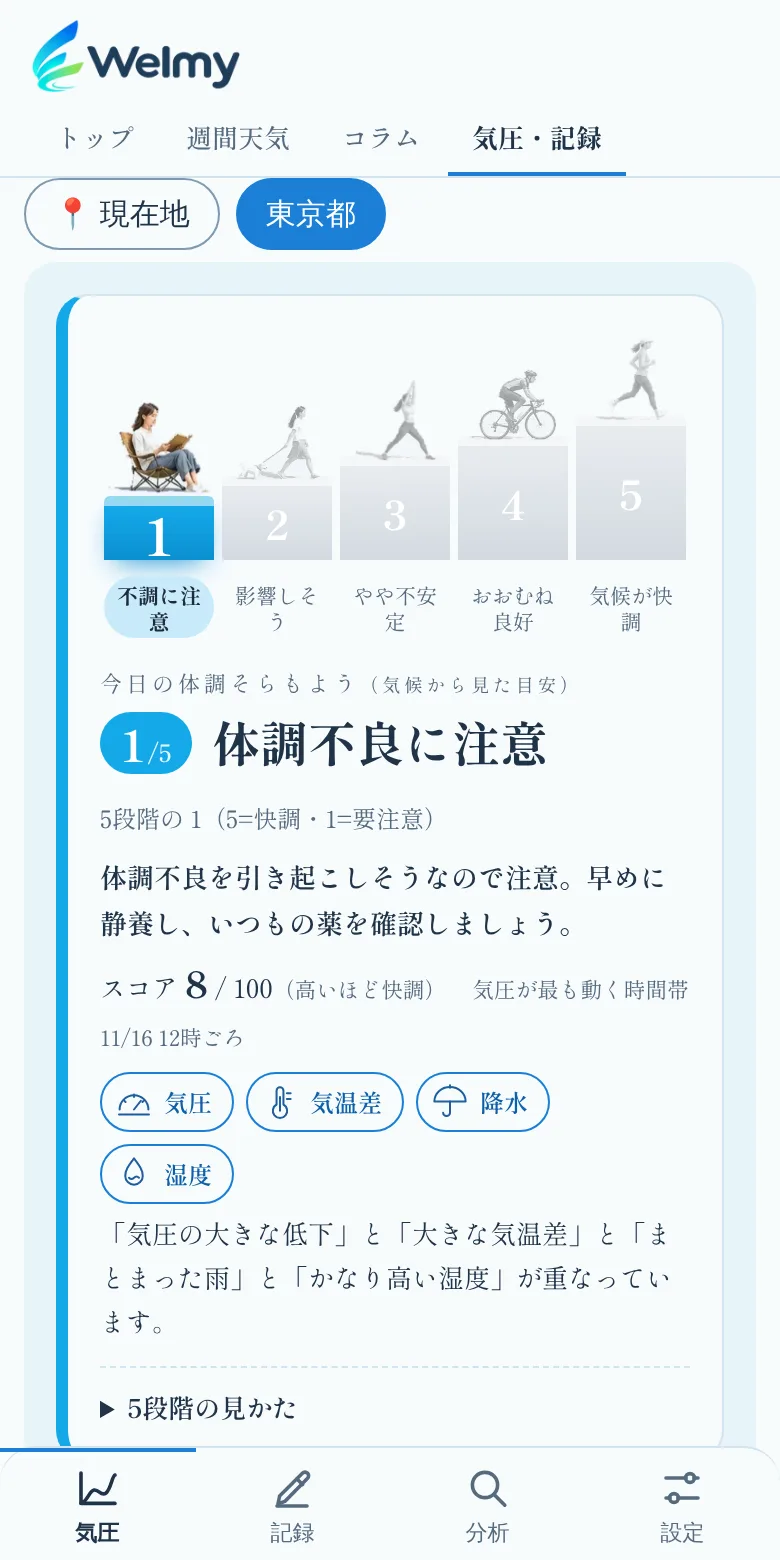 Welmy
トップ 週間天気 コラム 気圧・記録
現在地 東京都
1 2 3 4 5
不調に注意 影響しそう やや不安定 おおむね良好 気候が快調
今日の体調そらもよう（気候から見た目安）
1/5 体調不良に注意
5段階の 1（5=快調・1=要注意）
体調不良を引き起こしそうなので注意。早めに
静養し、いつもの薬を確認しましょう。
スコア 8 / 100（高いほど快調） 気圧が最も動く時間帯
11/16 12時ごろ
気圧 気温差 降水
湿度
「気圧の大きな低下」と「大きな気温差」と「ま
とまった雨」と「かなり高い湿度」が重なってい
ます。
▶ 5段階の見かた
気圧 記録 分析 設定